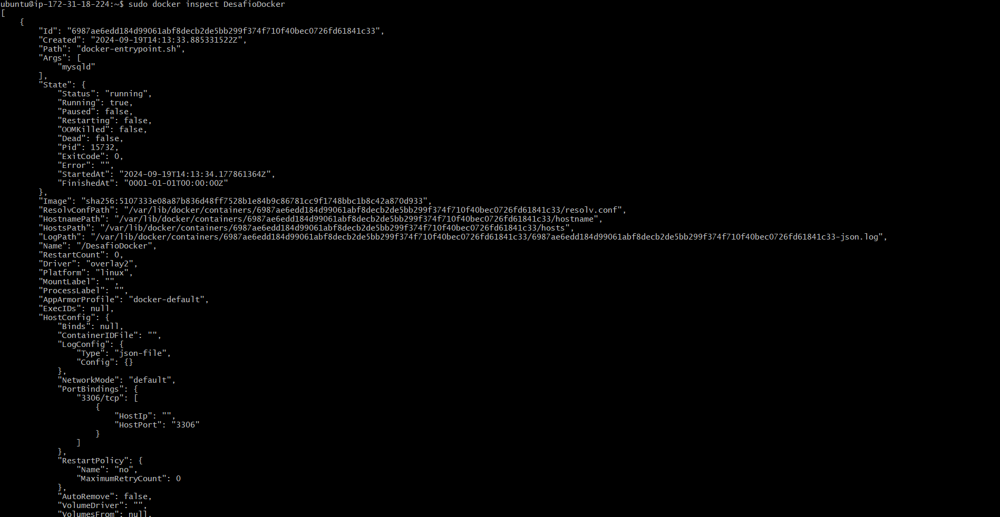 ubuntu@ip-172-31-18-224:~$ sudo docker inspect DesafioDocker
[
    {
        "Id": "6987ae6edd184d99061abf8decb2de5bb299f374f710f40bec0726fd61841c33",
        "Created": "2024-09-19T14:13:33.885331522Z",
        "Path": "docker-entrypoint.sh",
        "Args": [
            "mysqld"
        ],
        "State": {
            "Status": "running",
            "Running": true,
            "Paused": false,
            "Restarting": false,
            "OOMKilled": false,
            "Dead": false,
            "Pid": 15732,
            "ExitCode": 0,
            "Error": "",
            "StartedAt": "2024-09-19T14:13:34.177861364Z",
            "FinishedAt": "0001-01-01T00:00:00Z"
        },
        "Image": "sha256:5107333e08a87b836d48ff7528b1e84b9c86781cc9f1748bbc1b8c42a870d933",
        "ResolvConfPath": "/var/lib/docker/containers/6987ae6edd184d99061abf8decb2de5bb299f374f710f40bec0726fd61841c33/resolv.conf",
        "HostnamePath": "/var/lib/docker/containers/6987ae6edd184d99061abf8decb2de5bb299f374f710f40bec0726fd61841c33/hostname",
        "HostsPath": "/var/lib/docker/containers/6987ae6edd184d99061abf8decb2de5bb299f374f710f40bec0726fd61841c33/hosts",
        "LogPath": "/var/lib/docker/containers/6987ae6edd184d99061abf8decb2de5bb299f374f710f40bec0726fd61841c33/6987ae6edd184d99061abf8decb2de5bb299f374f710f40bec0726fd61841c33-json.log",
        "Name": "/DesafioDocker",
        "RestartCount": 0,
        "Driver": "overlay2",
        "Platform": "linux",
        "MountLabel": "",
        "ProcessLabel": "",
        "AppArmorProfile": "docker-default",
        "ExecIDs": null,
        "HostConfig": {
            "Binds": null,
            "ContainerIDFile": "",
            "LogConfig": {
                "Type": "json-file",
                "Config": {}
            },
            "NetworkMode": "default",
            "PortBindings": {
                "3306/tcp": [
                    {
                        "HostIp": "",
                        "HostPort": "3306"
                    }
                ]
            },
            "RestartPolicy": {
                "Name": "no",
                "MaximumRetryCount": 0
            },
            "AutoRemove": false,
            "VolumeDriver": "",
            "VolumesFrom": null,